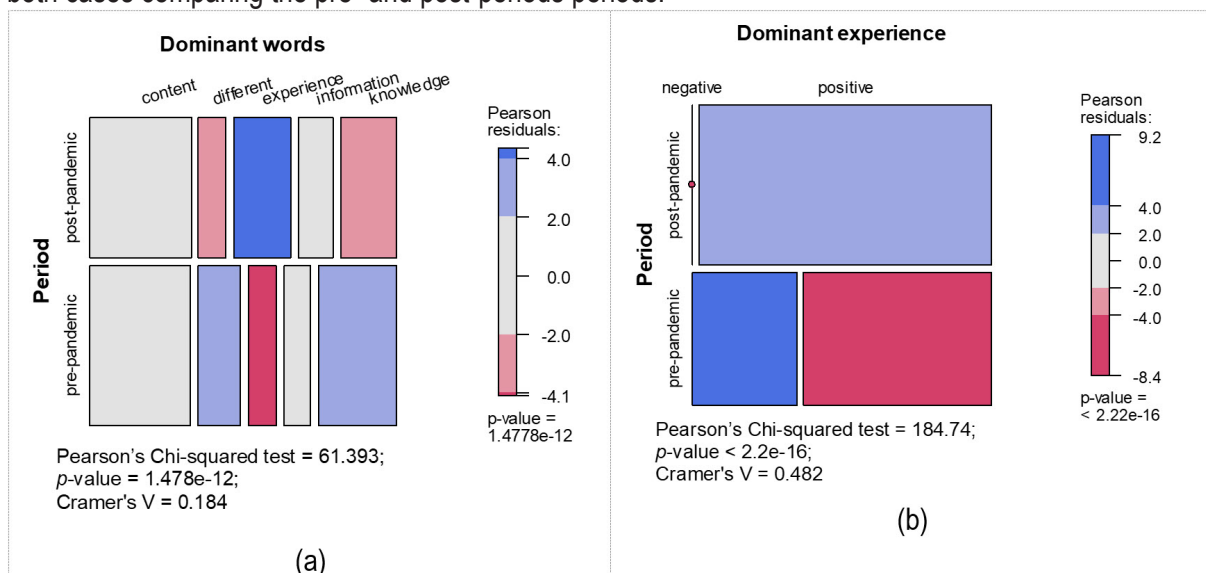 both cases comparing the pre- and post-periods periods.
Dominant words
content
different
experience
information
knowledge
Period
post-pandemic
pre-pandemic
Pearson
residuals:
4.0
2.0
0.0
-2.0
-4.1
p-value =
1.4778e-12
Pearson's Chi-squared test = 61.393;
p-value = 1.478e-12;
Cramer's V = 0.184
(a)
Dominant experience
negative
positive
Period
post-pandemic
pre-pandemic
Pearson
residuals:
9.2
4.0
2.0
0.0
-2.0
-4.0
-8.4
p-value =
< 2.22e-16
Pearson's Chi-squared test = 184.74;
p-value < 2.2e-16;
Cramer's V = 0.482
(b)